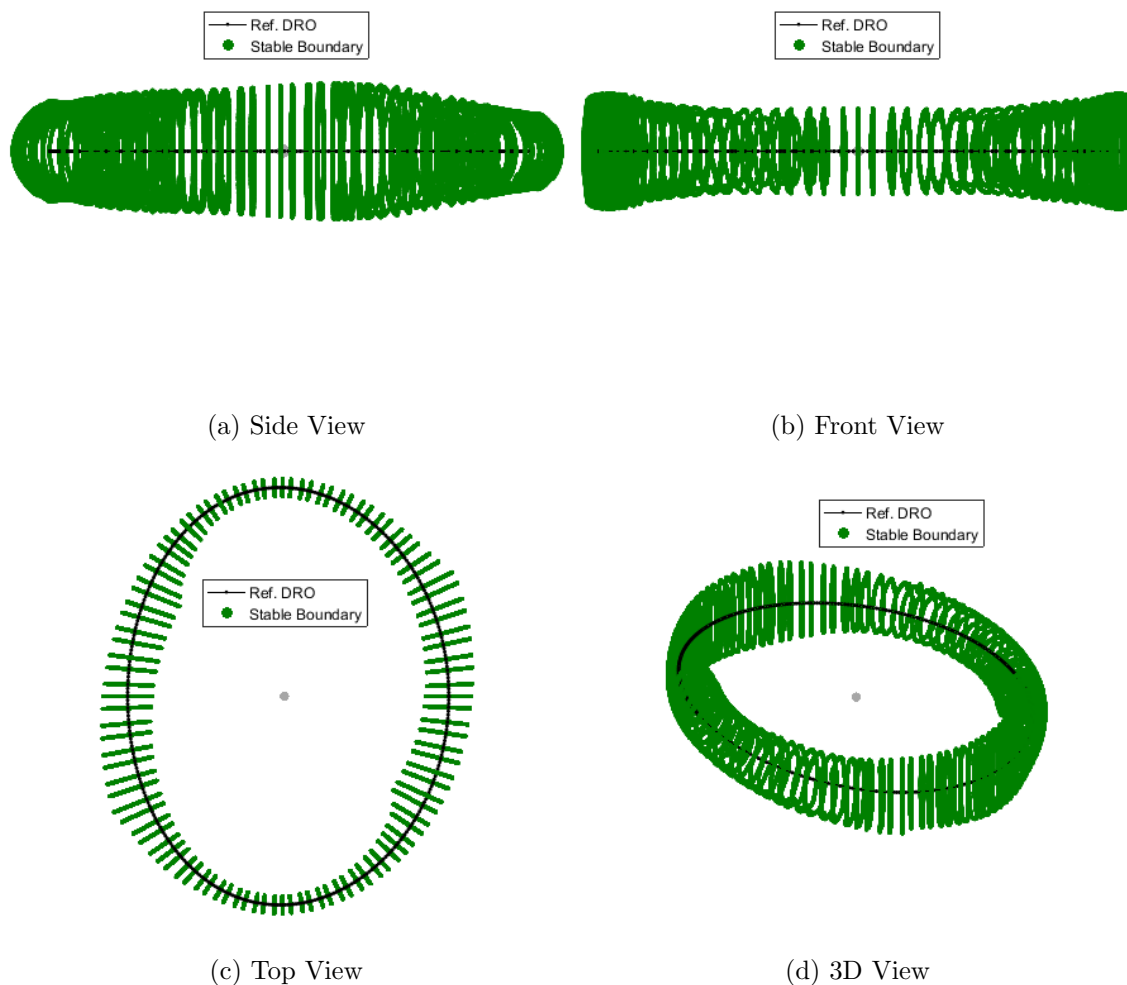 Ref. DRO
Stable Boundary
Ref. DRO
Stable Boundary
(a) Side View
(b) Front View
Ref. DRO
Stable Boundary
Ref. DRO
Stable Boundary
(c) Top View
(d) 3D View